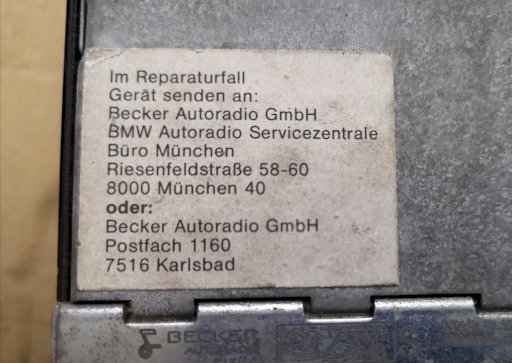 Im Reparaturfall
Gerät senden an:
Becker Autoradio GmbH
BMW Autoradio Servicezentrale
Büro München
Riesenfeldstraße 58-60
8000 München 40
oder:
Becker Autoradio GmbH
Postfach 1160
7516 Karlsbad
BECKER